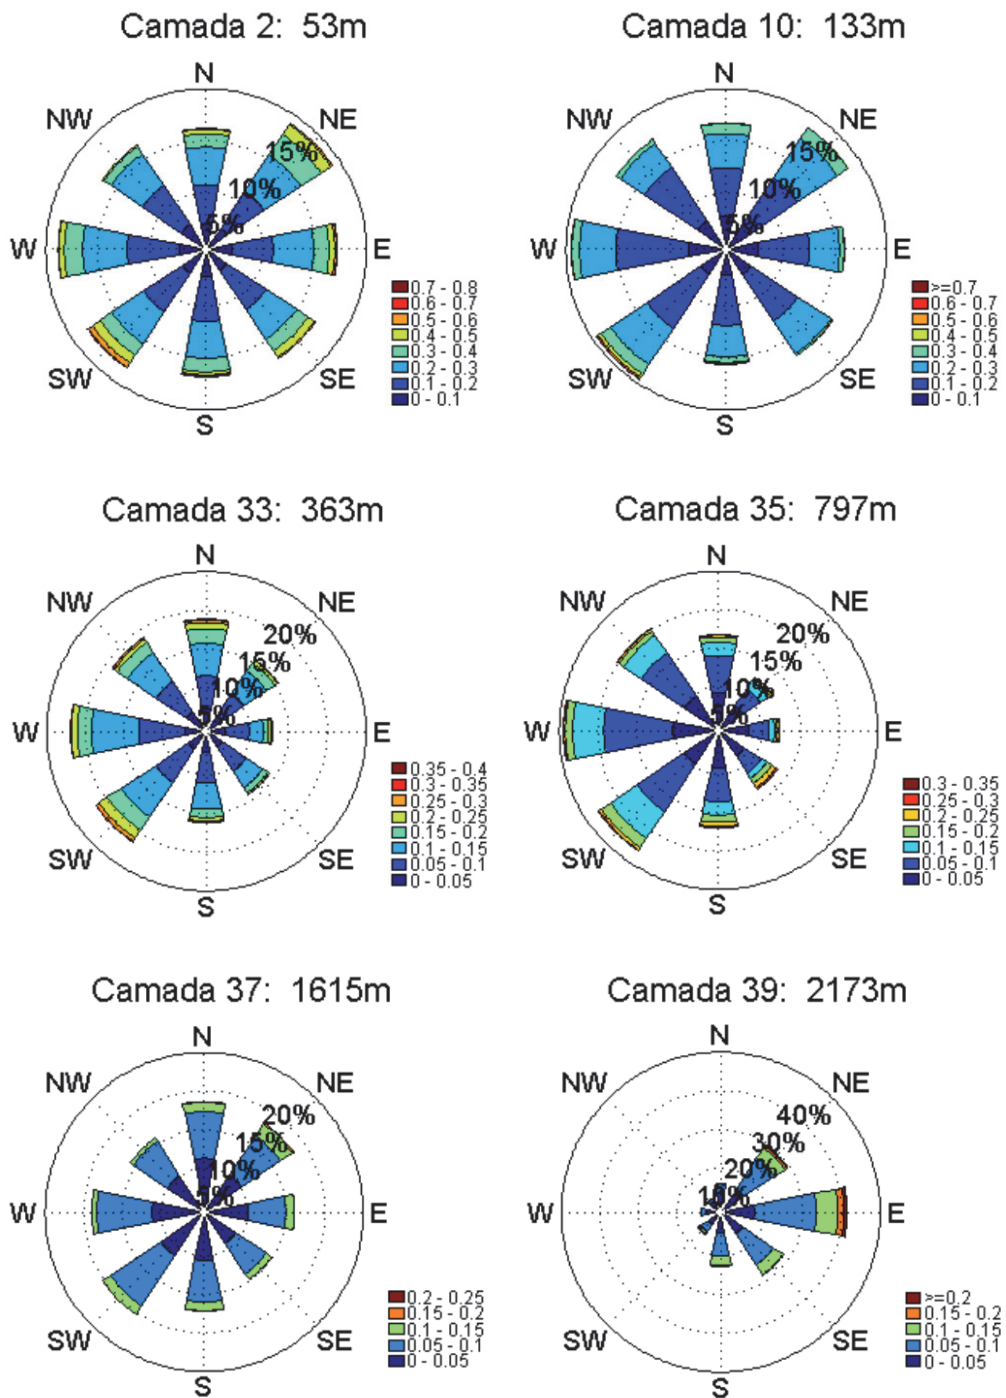 Camada 2: 53m
N
NE
E
SE
S
SW
W
NW
5%
10%
15%
0.7 - 0.8
0.6 - 0.7
0.5 - 0.6
0.4 - 0.5
0.3 - 0.4
0.2 - 0.3
0.1 - 0.2
0 - 0.1
Camada 10: 133m
N
NE
E
SE
S
SW
W
NW
5%
10%
15%
>=0.7
0.6 - 0.7
0.5 - 0.6
0.4 - 0.5
0.3 - 0.4
0.2 - 0.3
0.1 - 0.2
0 - 0.1
Camada 33: 363m
N
NE
E
SE
S
SW
W
NW
5%
10%
15%
20%
0.35 - 0.4
0.3 - 0.35
0.25 - 0.3
0.2 - 0.25
0.15 - 0.2
0.1 - 0.15
0.05 - 0.1
0 - 0.05
Camada 35: 797m
N
NE
E
SE
S
SW
W
NW
5%
10%
15%
20%
0.3 - 0.35
0.25 - 0.3
0.2 - 0.25
0.15 - 0.2
0.1 - 0.15
0.05 - 0.1
0 - 0.05
Camada 37: 1615m
N
NE
E
SE
S
SW
W
NW
5%
10%
15%
20%
0.2 - 0.25
0.15 - 0.2
0.1 - 0.15
0.05 - 0.1
0 - 0.05
Camada 39: 2173m
N
NE
E
SE
S
SW
W
NW
10%
20%
30%
40%
>=0.2
0.15 - 0.2
0.1 - 0.15
0.05 - 0.1
0 - 0.05